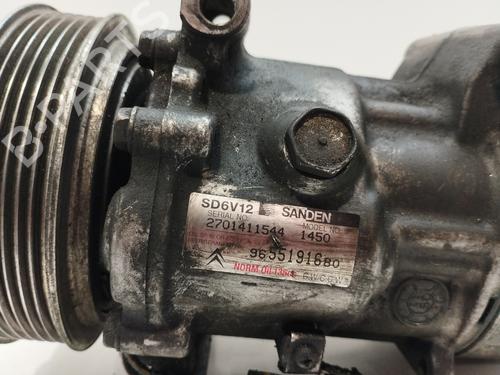 B-PARTS
SD6V12 SANDEN
SERIAL NO. MODEL NO.
2701411544 1450
9655191680